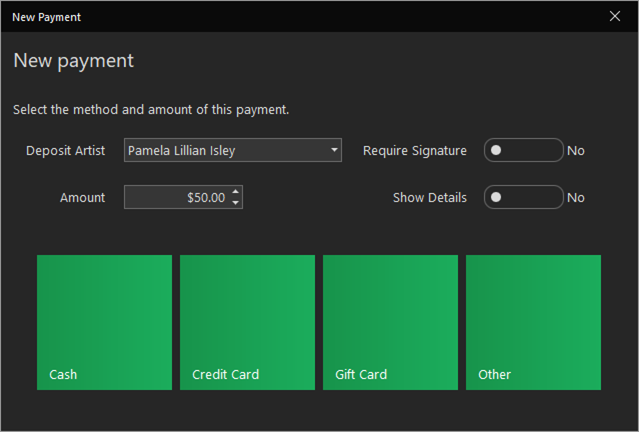 New Payment
New payment
Select the method and amount of this payment.
Deposit Artist Pamela Lillian Isley Require Signature No
Amount $50.00 Show Details No
Cash Credit Card Gift Card Other